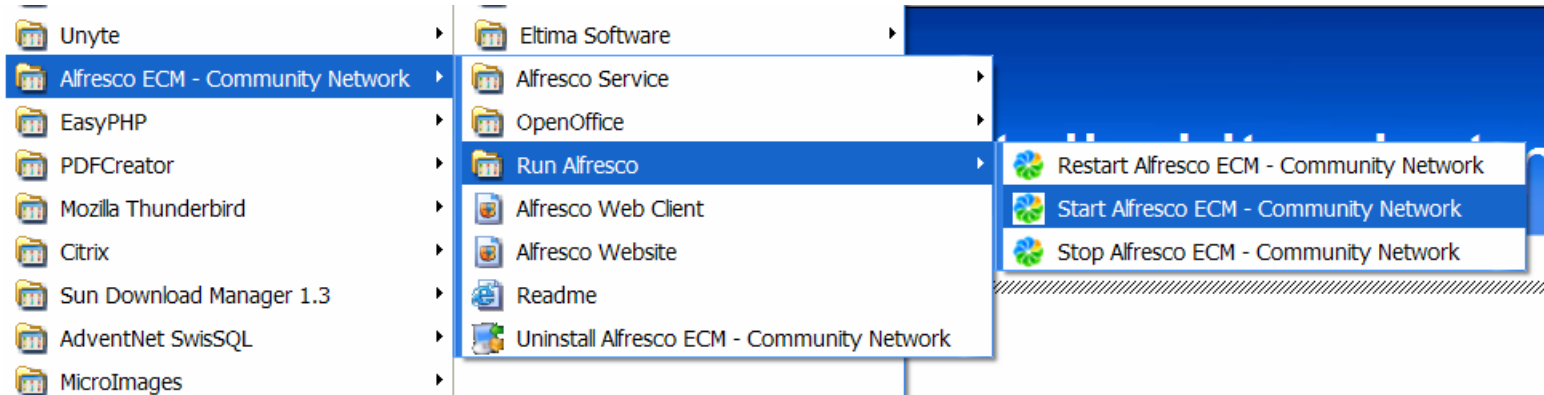 Unyte
Alfresco ECM - Community Network
EasyPHP
PDFCreator
Mozilla Thunderbird
Citrix
Sun Download Manager 1.3
AdventNet SwisSQL
MicroImages
Eltima Software
Alfresco Service
OpenOffice
Run Alfresco
Alfresco Web Client
Alfresco Website
Readme
Uninstall Alfresco ECM - Community Network
Restart Alfresco ECM - Community Network
Start Alfresco ECM - Community Network
Stop Alfresco ECM - Community Network